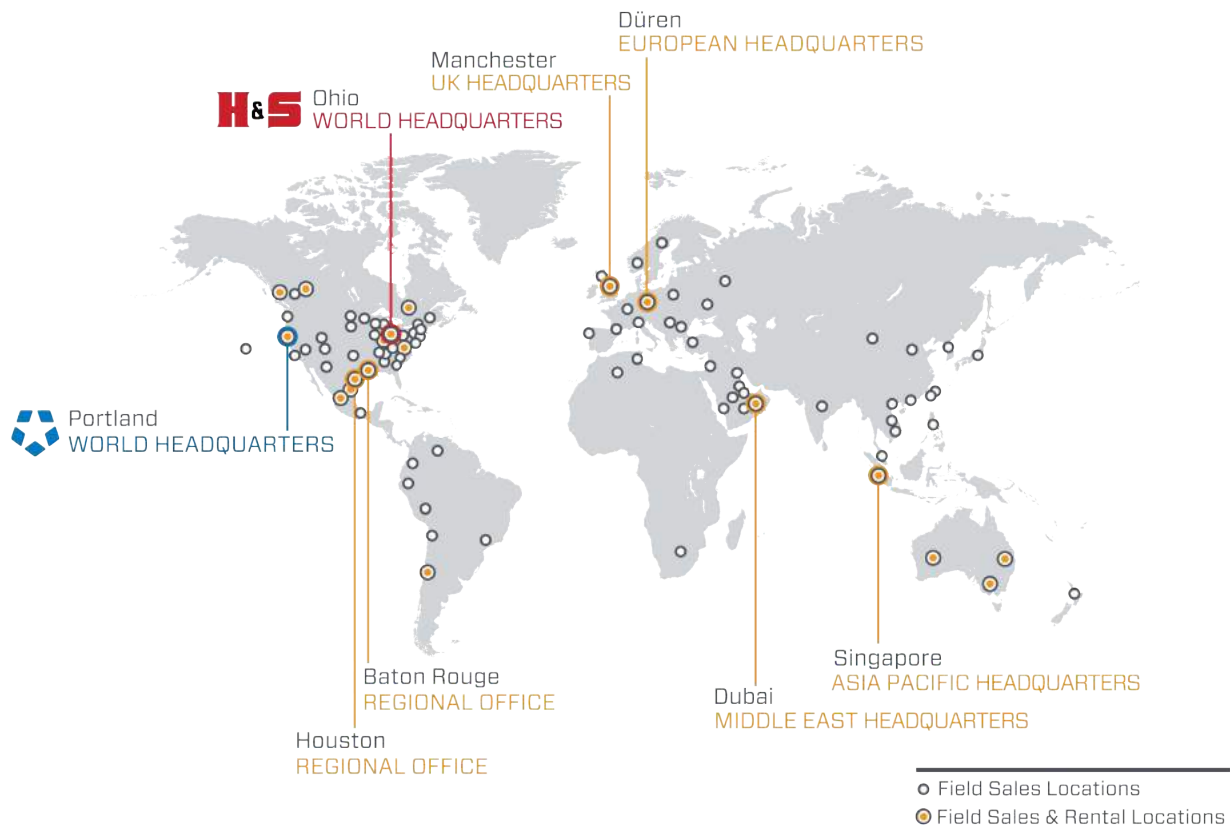 Düren
EUROPEAN HEADQUARTERS
Manchester
UK HEADQUARTERS
H&S
Ohio
WORLD HEADQUARTERS
Portland
WORLD HEADQUARTERS
Baton Rouge
REGIONAL OFFICE
Houston
REGIONAL OFFICE
Dubai
MIDDLE EAST HEADQUARTERS
Singapore
ASIA PACIFIC HEADQUARTERS
Field Sales Locations
Field Sales & Rental Locations